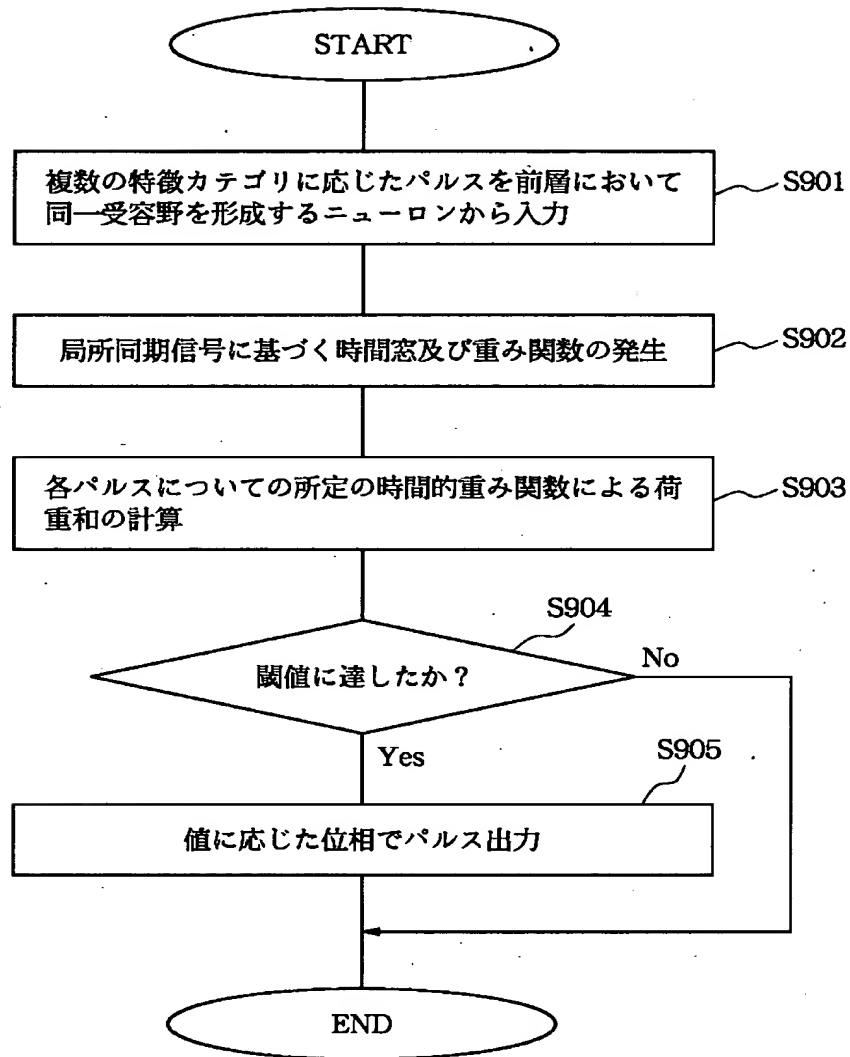 START
複数の特徴カテゴリに応じたパルスを前層において
同一受容野を形成するニューロンから入力
S901
局所同期信号に基づく時間窓及び重み関数の発生
S902
各パルスについての所定の時間的重み関数による荷
重和の計算
S903
S904
閾値に達したか？
No
Yes
S905
値に応じた位相でパルス出力
END